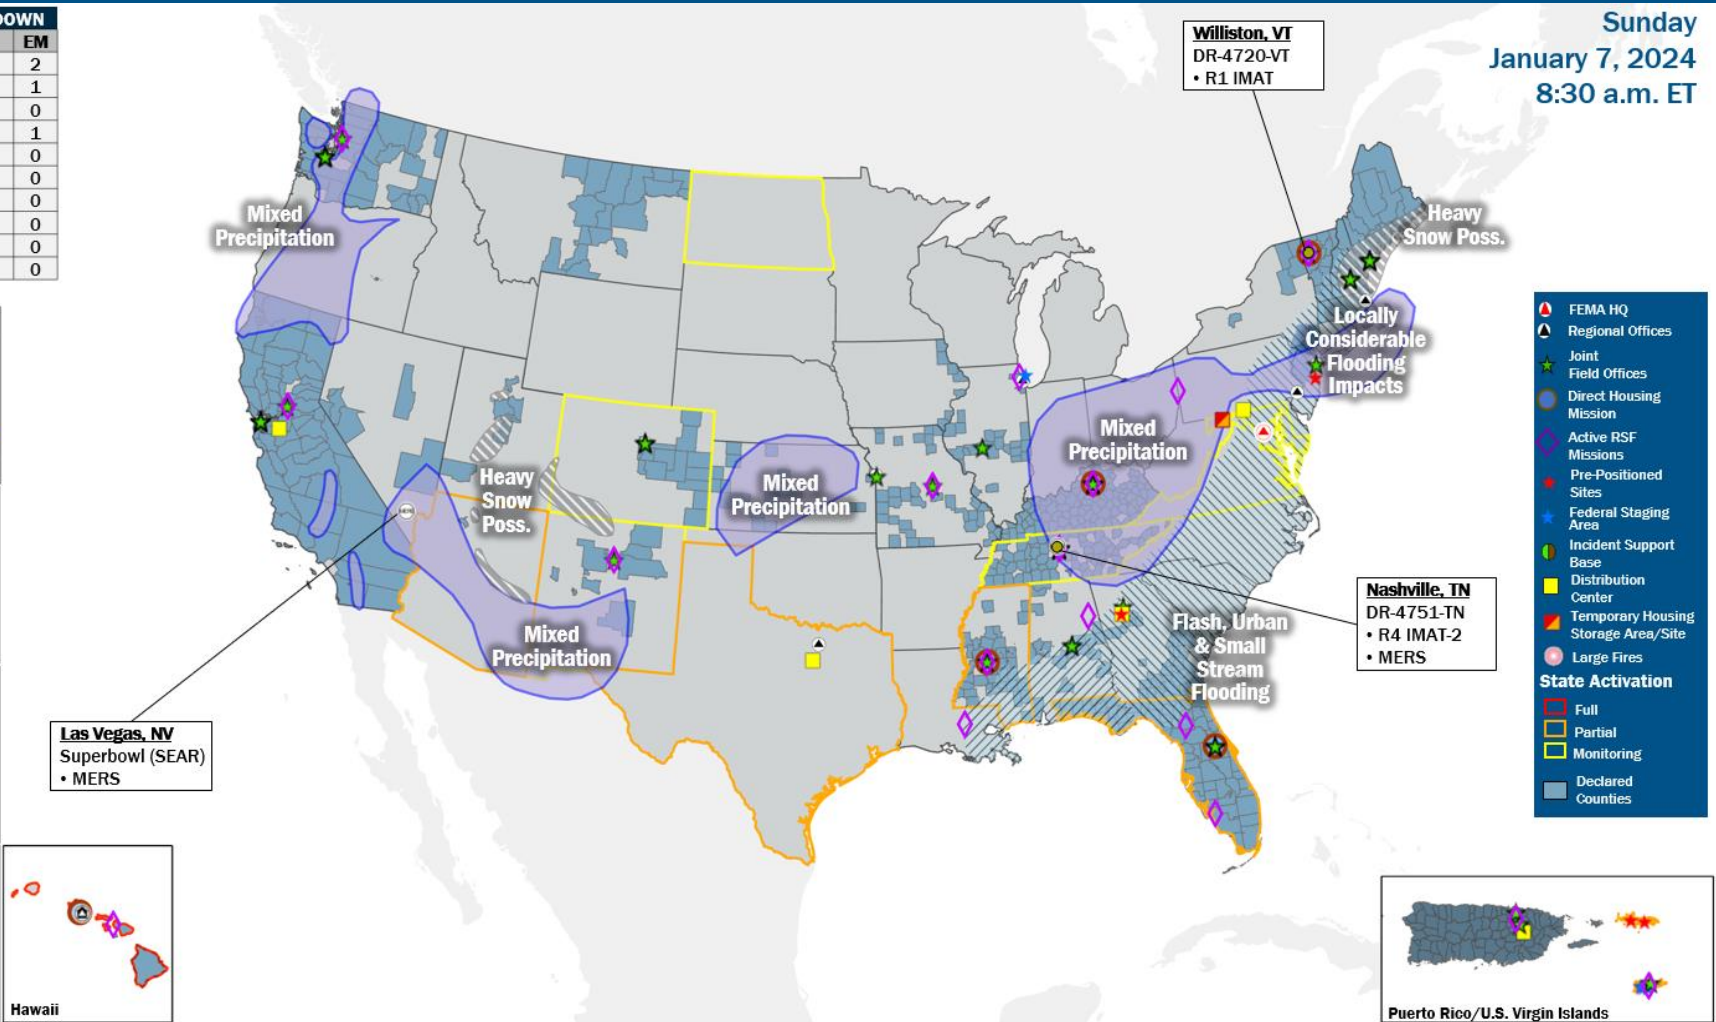 DOWN
EM
2
1
0
1
0
0
0
0
0
0
Sunday
January 7, 2024
8:30 a.m. ET
Williston, VT
DR-4720-VT
• R1 IMAT
Mixed
Precipitation
Heavy
Snow Poss.
Locally
Considerable
Flooding
Impacts
Mixed
Precipitation
Heavy
Snow
Poss.
Mixed
Precipitation
Mixed
Precipitation
Flash, Urban
& Small
Stream
Flooding
Nashville, TN
DR-4751-TN
• R4 IMAT-2
• MERS
Las Vegas, NV
Superbowl (SEAR)
• MERS
FEMA HQ
Regional Offices
Joint
Field Offices
Direct Housing
Mission
Active RSF
Missions
Pre-Positioned
Sites
Federal Staging
Area
Incident Support
Base
Distribution
Center
Temporary Housing
Storage Area/Site
Large Fires
State Activation
Full
Partial
Monitoring
Declared
Counties
Hawaii
Puerto Rico/U.S. Virgin Islands